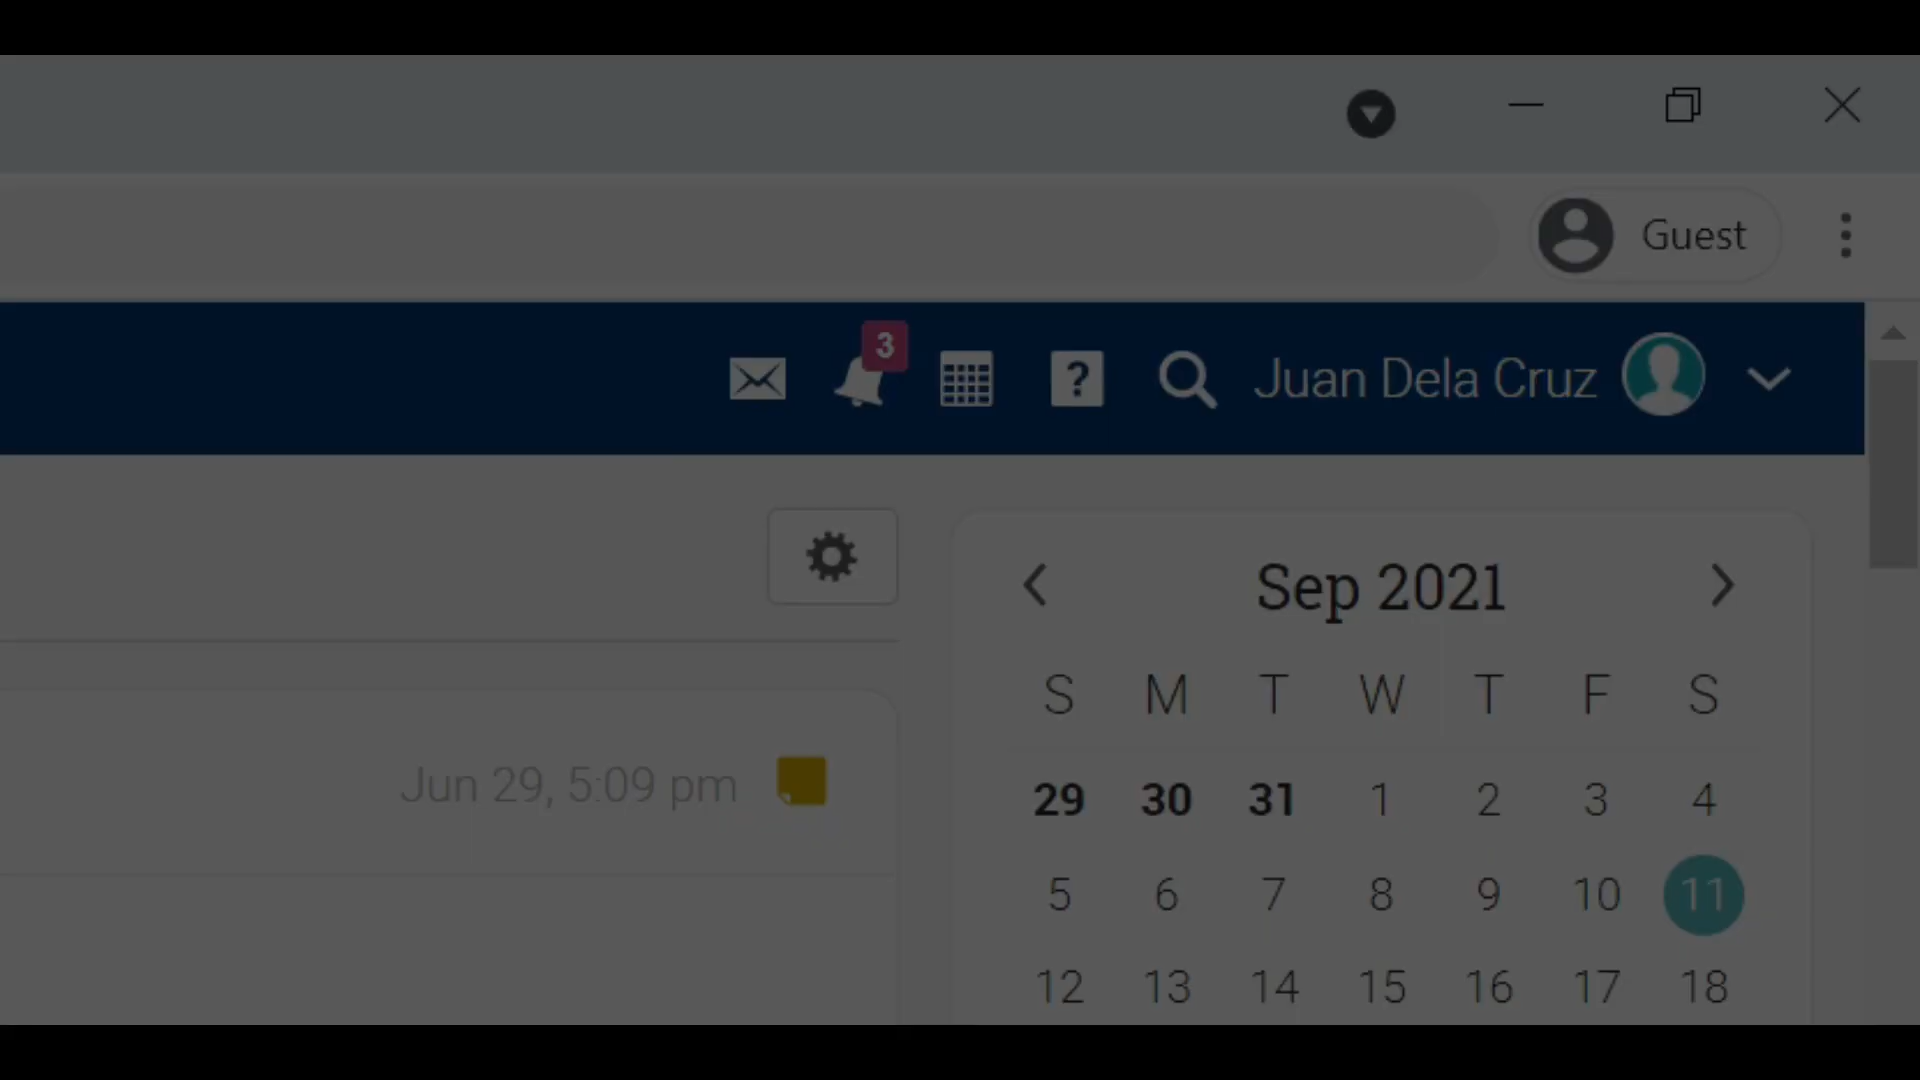 Guest
3
? Juan Dela Cruz
Sep 2021
S M T W T F S
Jun 29, 5:09 pm
29 30 31 1 2 3 4
5 6 7 8 9 10 11
12 13 14 15 16 17 18